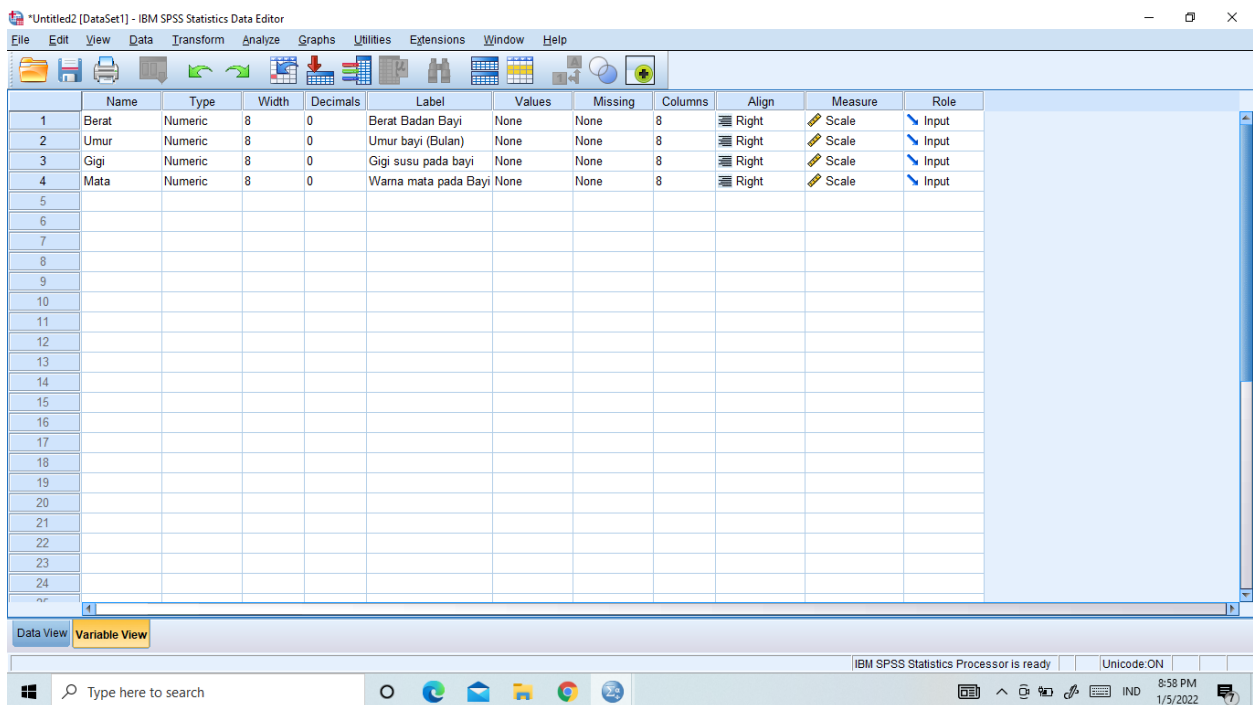 *Untitled2 [DataSet1] - IBM SPSS Statistics Data Editor
File Edit View Data Transform Analyze Graphs Utilities Extensions Window Help
Name Type Width Decimals Label Values Missing Columns Align Measure Role
1 Berat Numeric 8 0 Berat Badan Bayi None None 8 Right Scale Input
2 Umur Numeric 8 0 Umur bayi (Bulan) None None 8 Right Scale Input
3 Gigi Numeric 8 0 Gigi susu pada bayi None None 8 Right Scale Input
4 Mata Numeric 8 0 Warna mata pada Bayi None None 8 Right Scale Input
5
6
7
8
9
10
11
12
13
14
15
16
17
18
19
20
21
22
23
24
Data View Variable View
IBM SPSS Statistics Processor is ready Unicode:ON
Type here to search
IND
8:58 PM
1/5/2022